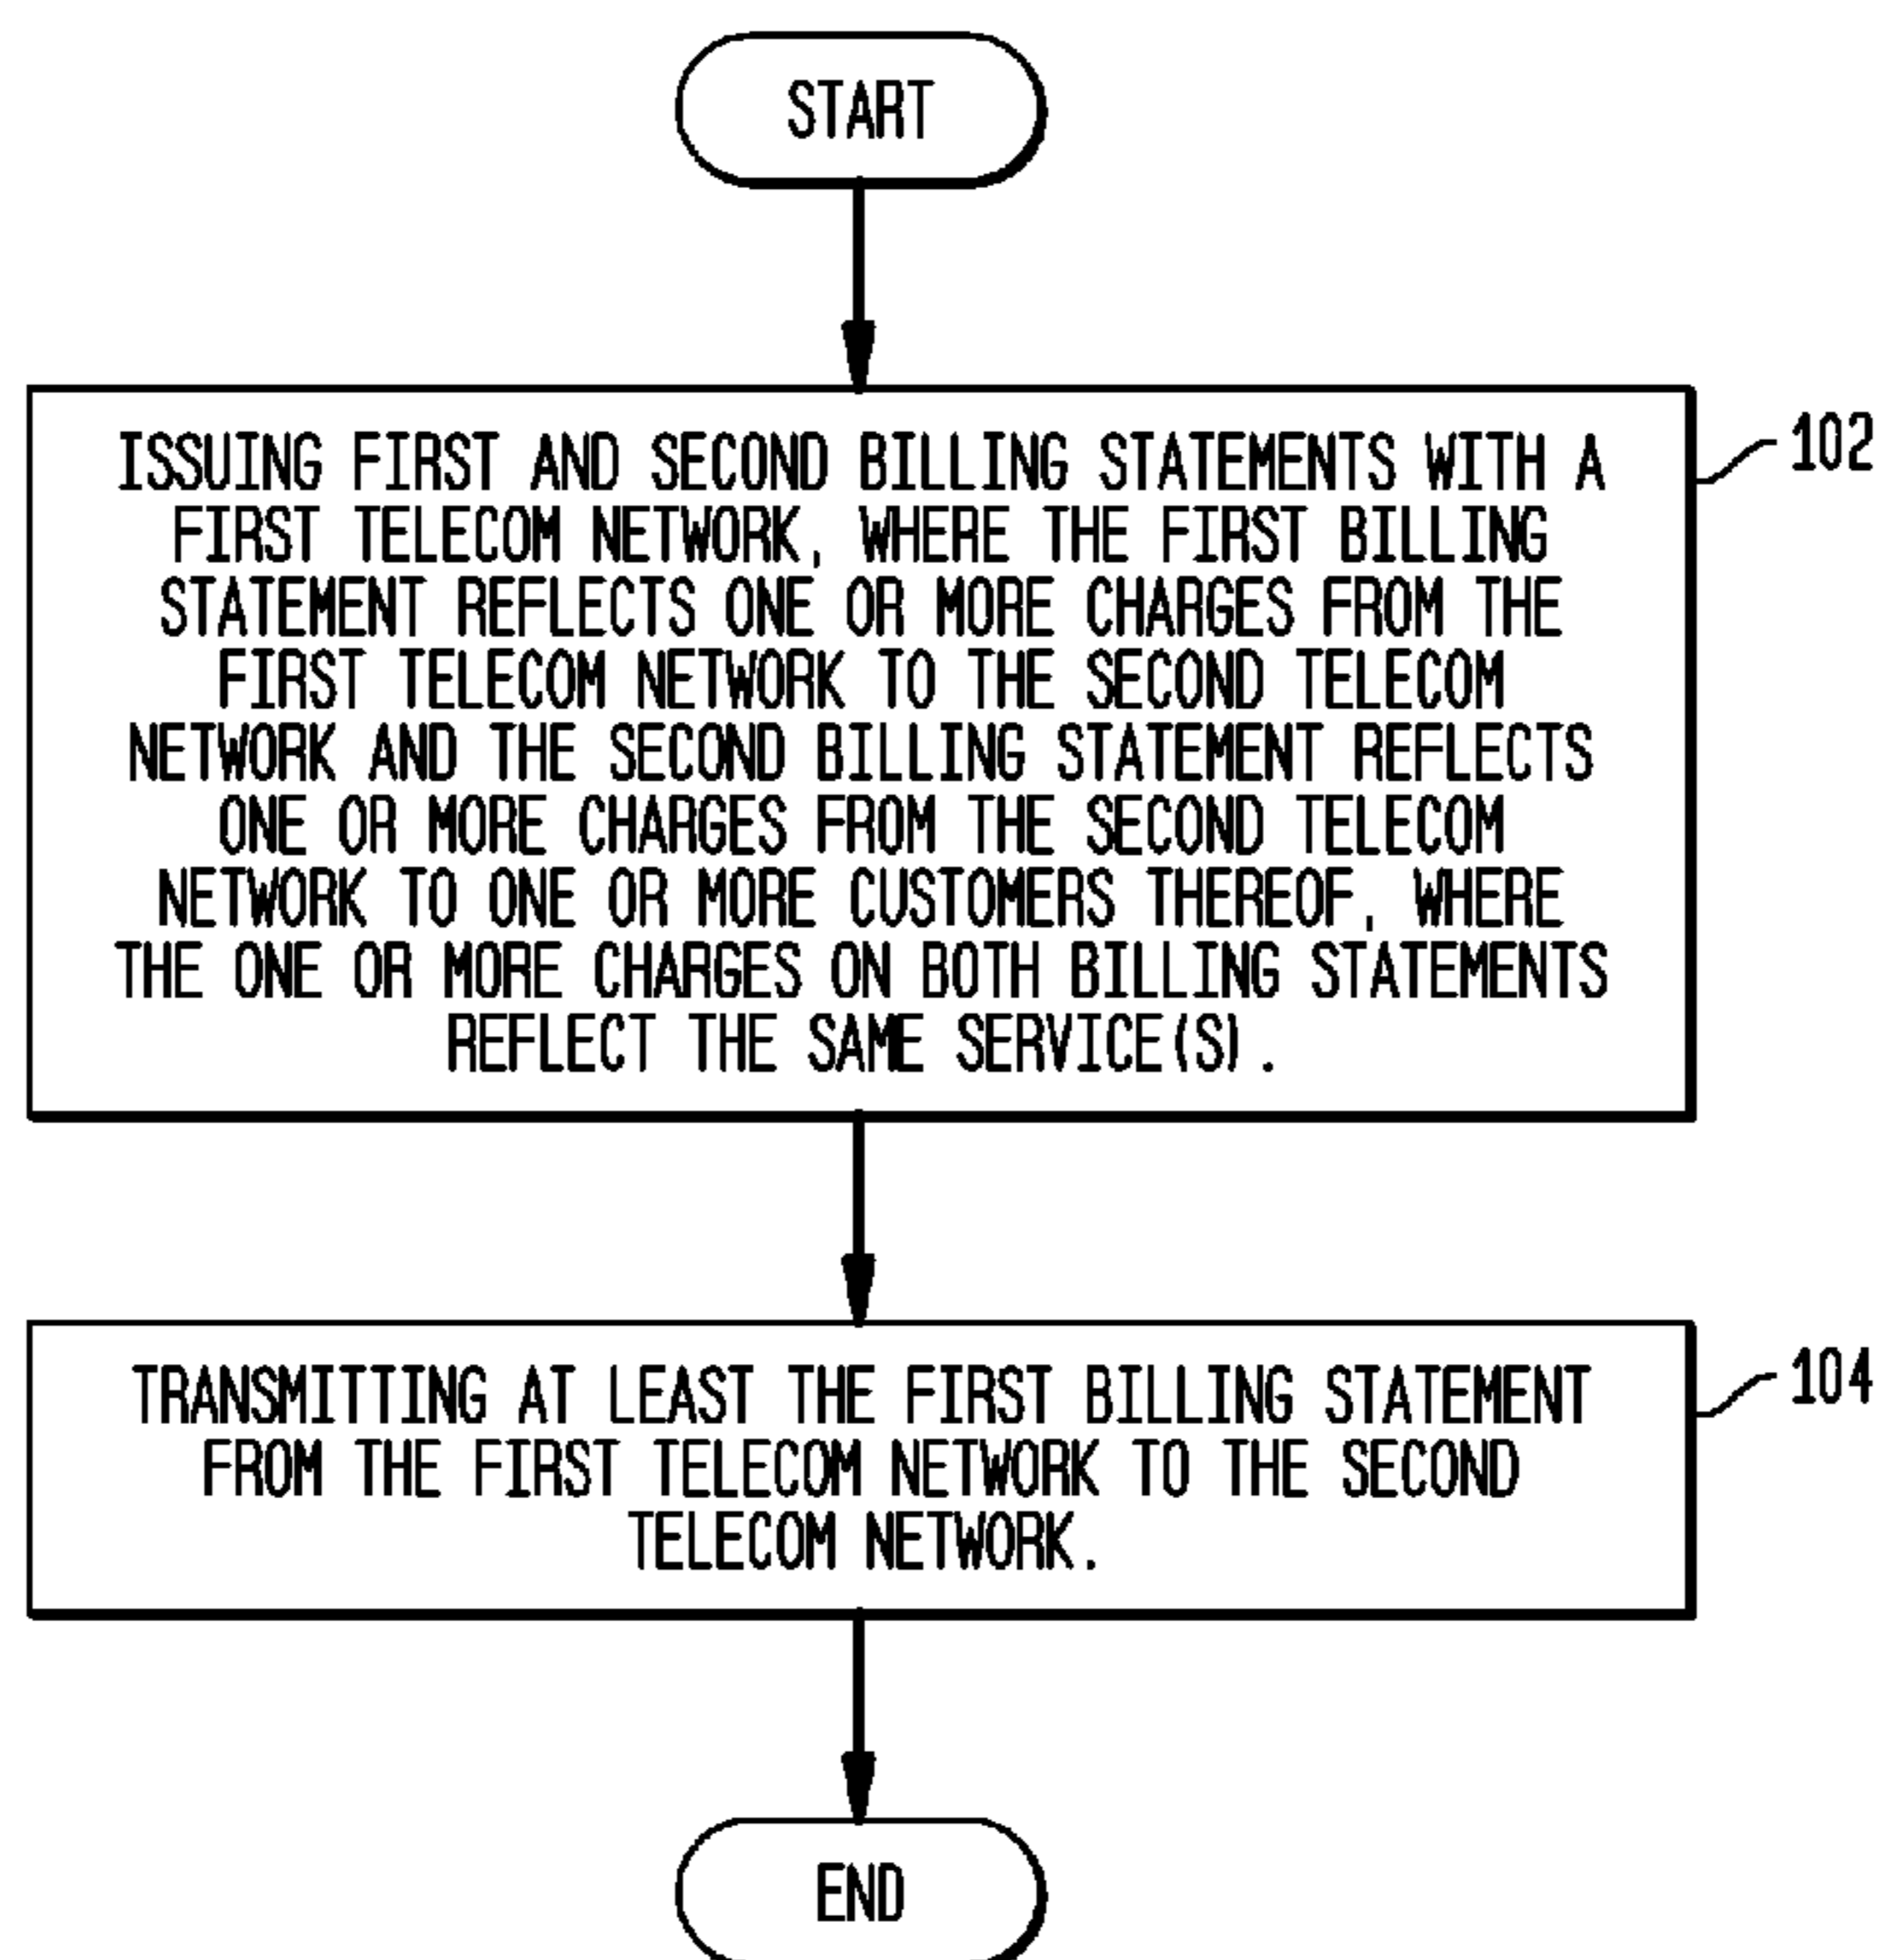 START
ISSUING FIRST AND SECOND BILLING STATEMENTS WITH A
FIRST TELECOM NETWORK, WHERE THE FIRST BILLING
STATEMENT REFLECTS ONE OR MORE CHARGES FROM THE
FIRST TELECOM NETWORK TO THE SECOND TELECOM
NETWORK AND THE SECOND BILLING STATEMENT REFLECTS
ONE OR MORE CHARGES FROM THE SECOND TELECOM
NETWORK TO ONE OR MORE CUSTOMERS THEREOF, WHERE
THE ONE OR MORE CHARGES ON BOTH BILLING STATEMENTS
REFLECT THE SAME SERVICE(S).
102
TRANSMITTING AT LEAST THE FIRST BILLING STATEMENT
FROM THE FIRST TELECOM NETWORK TO THE SECOND
TELECOM NETWORK.
104
END